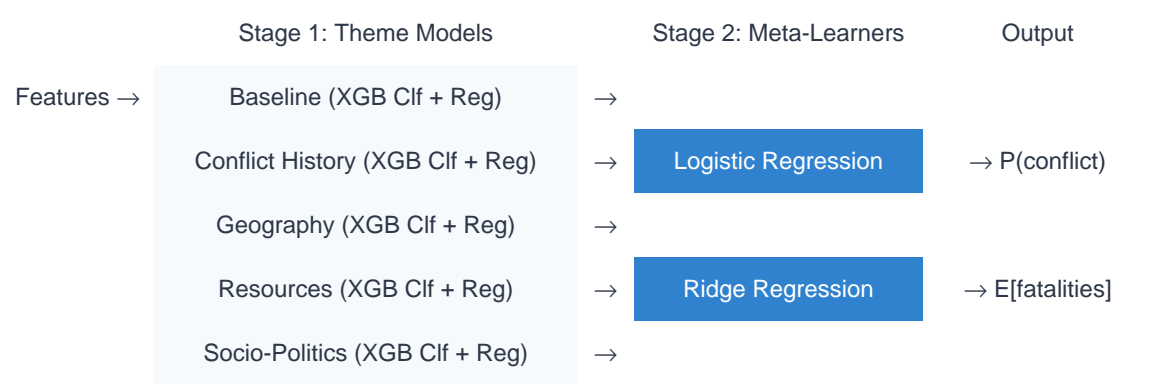 Stage 1: Theme Models Stage 2: Meta-Learners Output
Features → Baseline (XGB Clf + Reg) →
Conflict History (XGB Clf + Reg) → Logistic Regression → P(conflict)
Geography (XGB Clf + Reg) →
Resources (XGB Clf + Reg) → Ridge Regression → E[fatalities]
Socio-Politics (XGB Clf + Reg) →